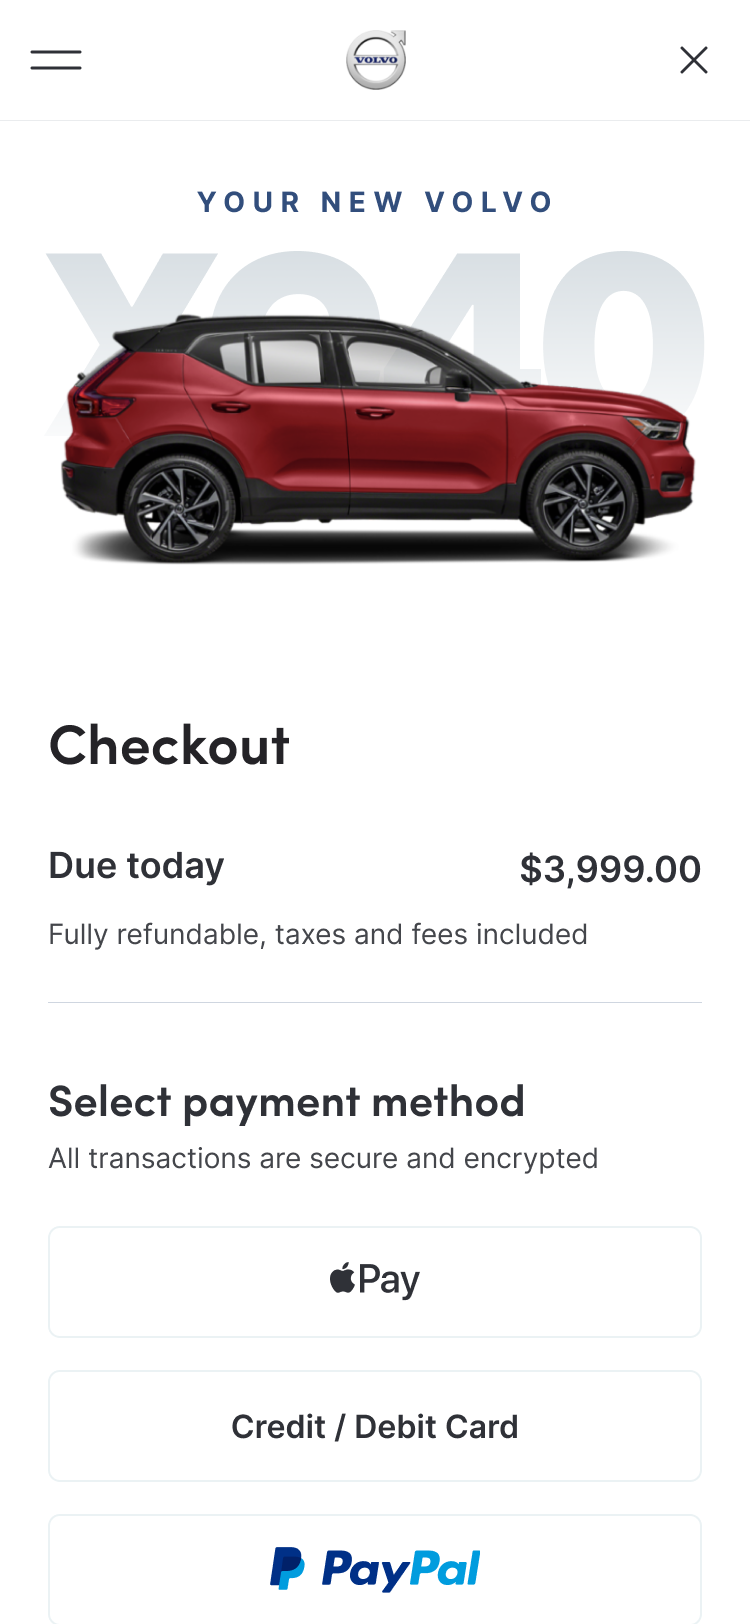 VOLVO
YOUR NEW VOLVO
XC40
Checkout
Due today
$3,999.00
Fully refundable, taxes and fees included
Select payment method
All transactions are secure and encrypted
Pay
Credit / Debit Card
PayPal